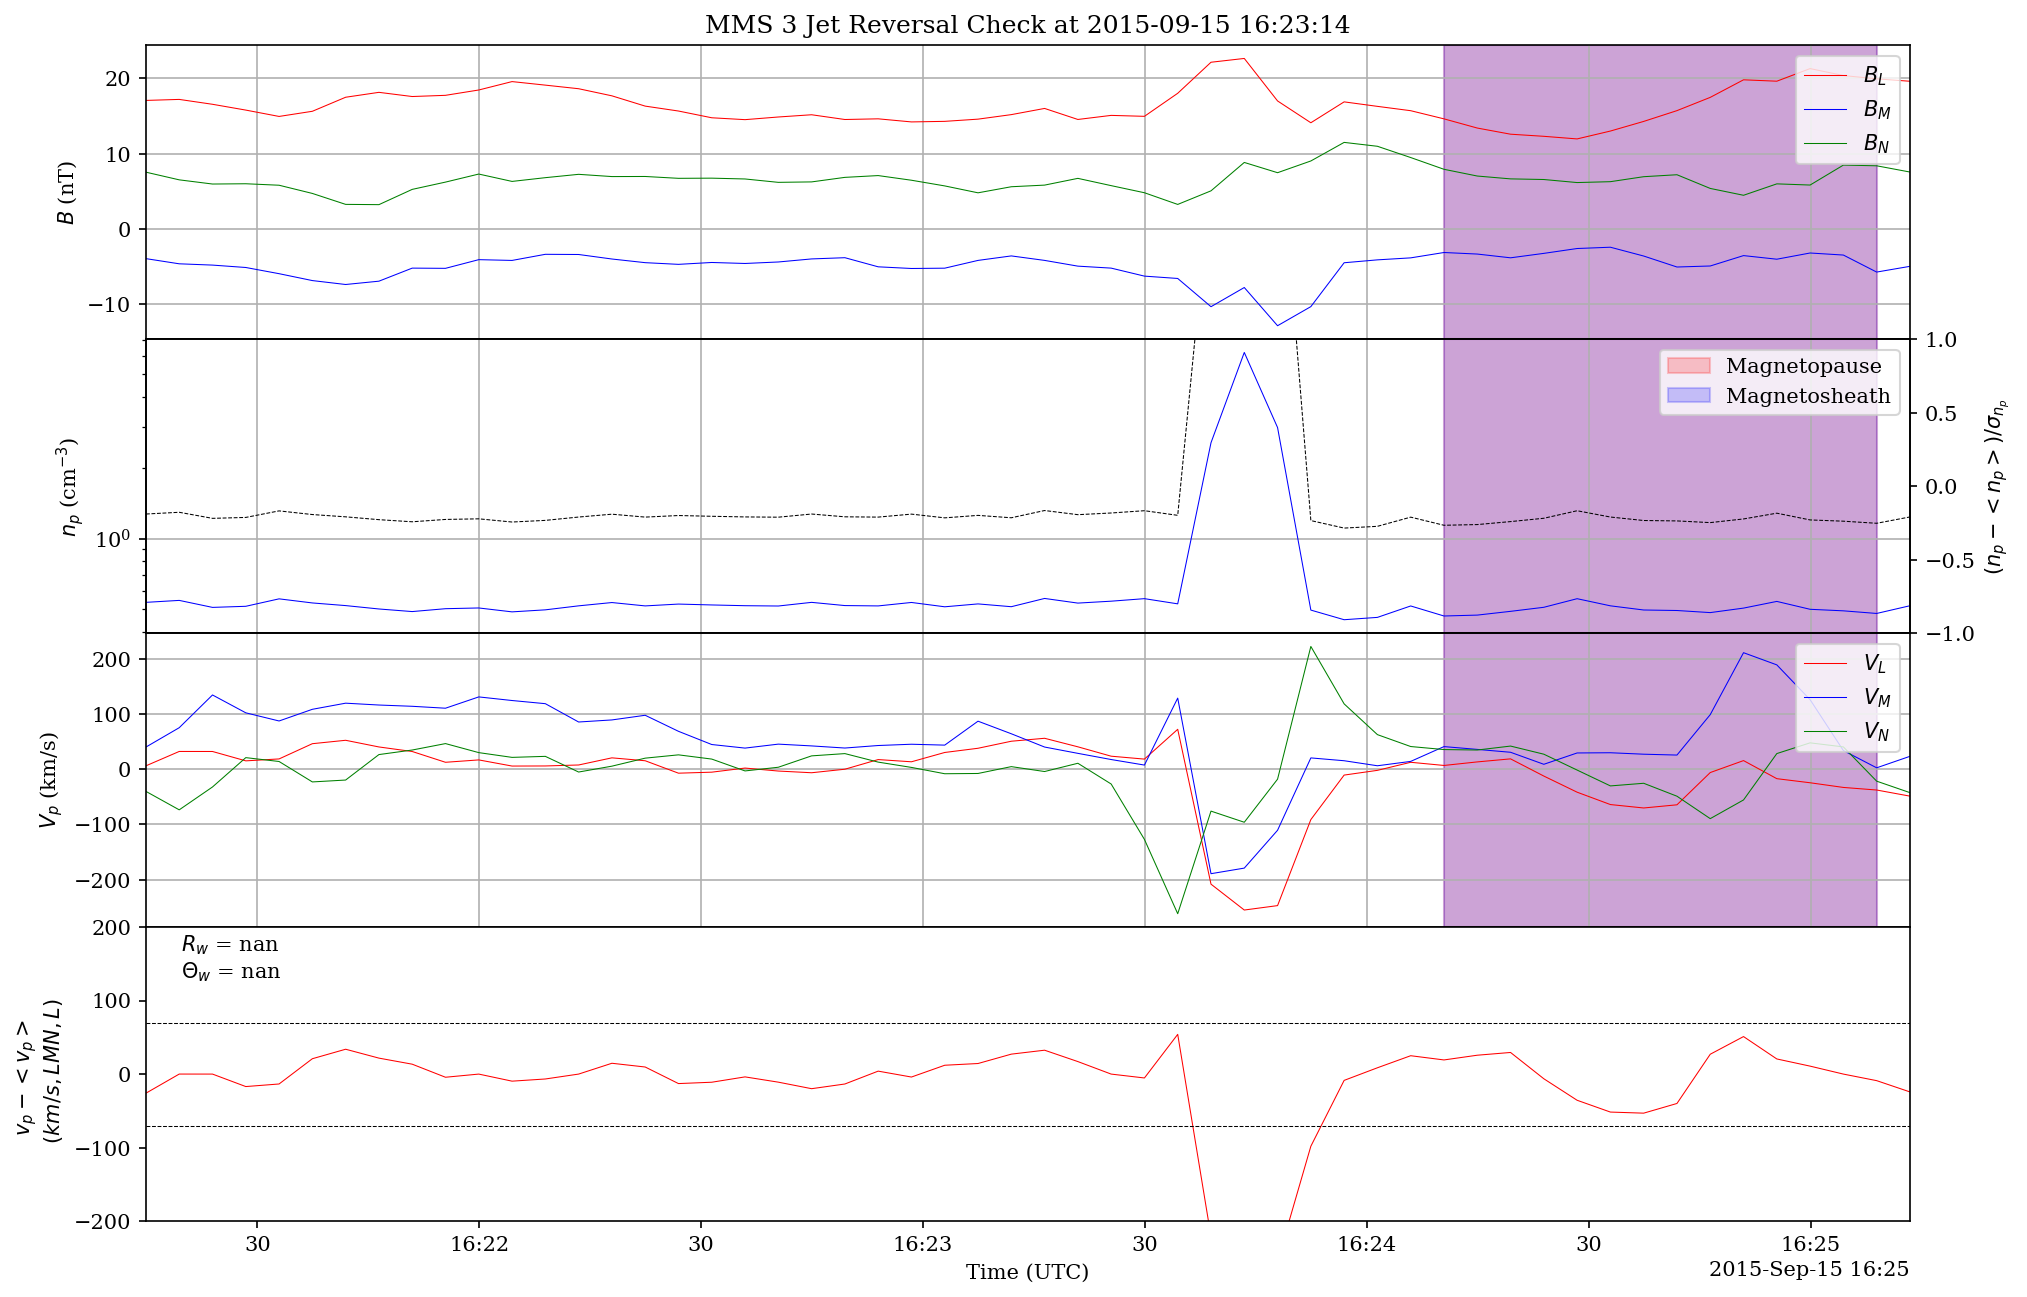 MMS 3 Jet Reversal Check at 2015-09-15 16:23:14
B (nT)
20
10
0
−10
B_L
B_M
B_N
n_p (cm^{−3})
10^0
Magnetopause
Magnetosheath
1.0
0.5
0.0
−0.5
−1.0
(n_p − < n_p >)/σ_{n_p}
V_p (km/s)
200
100
0
−100
−200
V_L
V_M
V_N
v_p − < v_p >
(km/s, LMN, L)
200
100
0
−100
−200
R_w = nan
Θ_w = nan
30
16:22
30
16:23
30
16:24
30
16:25
Time (UTC)
2015-Sep-15 16:25